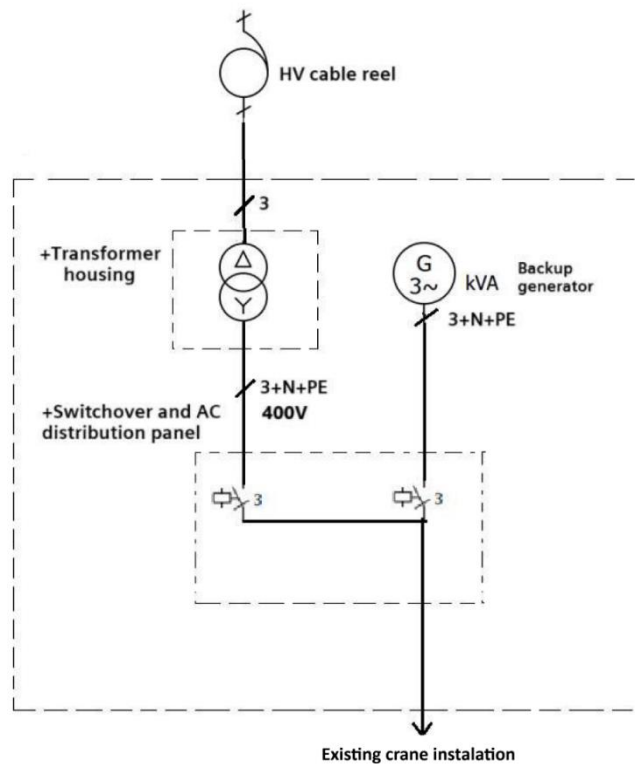 HV cable reel
3
+Transformer
housing
Δ
Y
G
3~
kVA
Backup
generator
3+N+PE
3+N+PE
400V
+Switchover and AC
distribution panel
3
3
Existing crane instalation